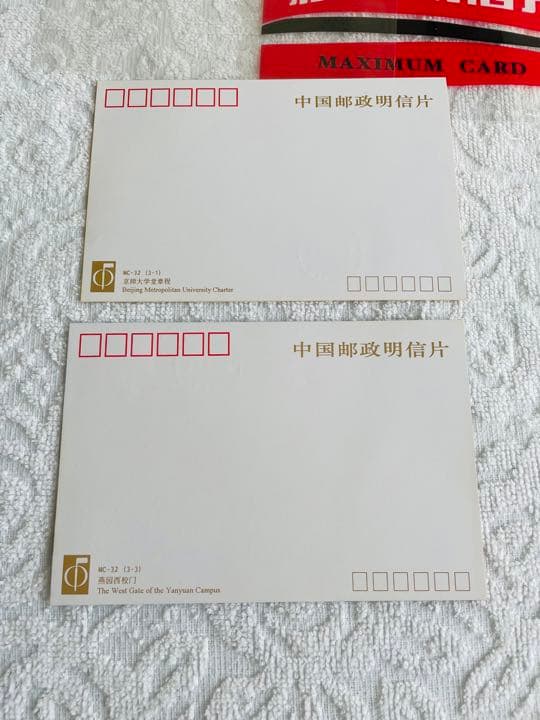 MAXIMUM CARD
中国邮政明信片
MC-32 (3-1)
京师大学堂章程
Beijing Metropolitan University Charter
中国邮政明信片
MC-32 (3-3)
燕园西校门
The West Gate of the Yanyuan Campus